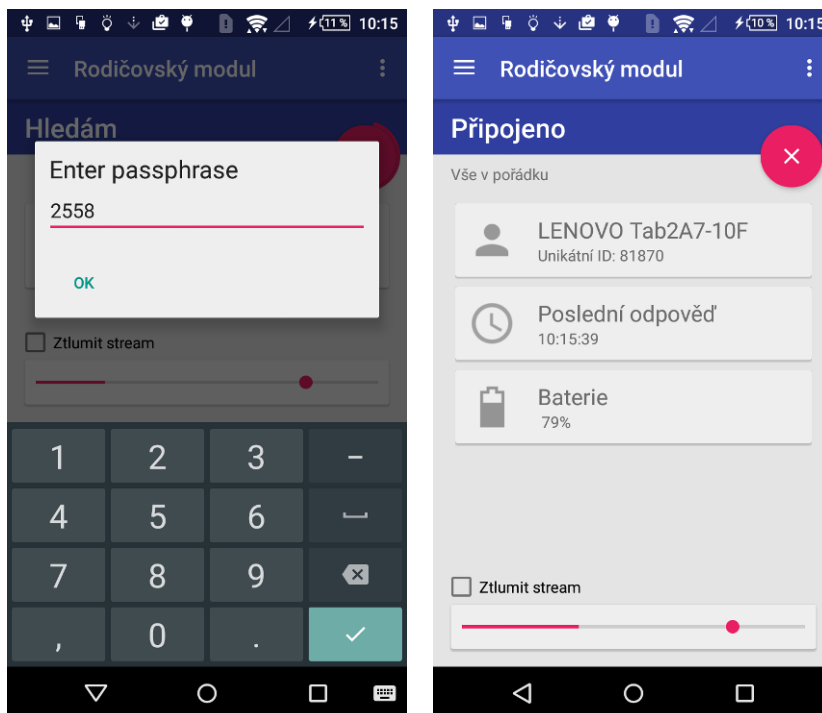 11%
10:15
Rodičovský modul
Hledám
Enter passphrase
2558
OK
Ztlumit stream
1 2 3 –
4 5 6
7 8 9
, 0 .
10%
10:15
Rodičovský modul
Připojeno
Vše v pořádku
LENOVO Tab2A7-10F
Unikátní ID: 81870
Poslední odpověď
10:15:39
Baterie
79%
Ztlumit stream